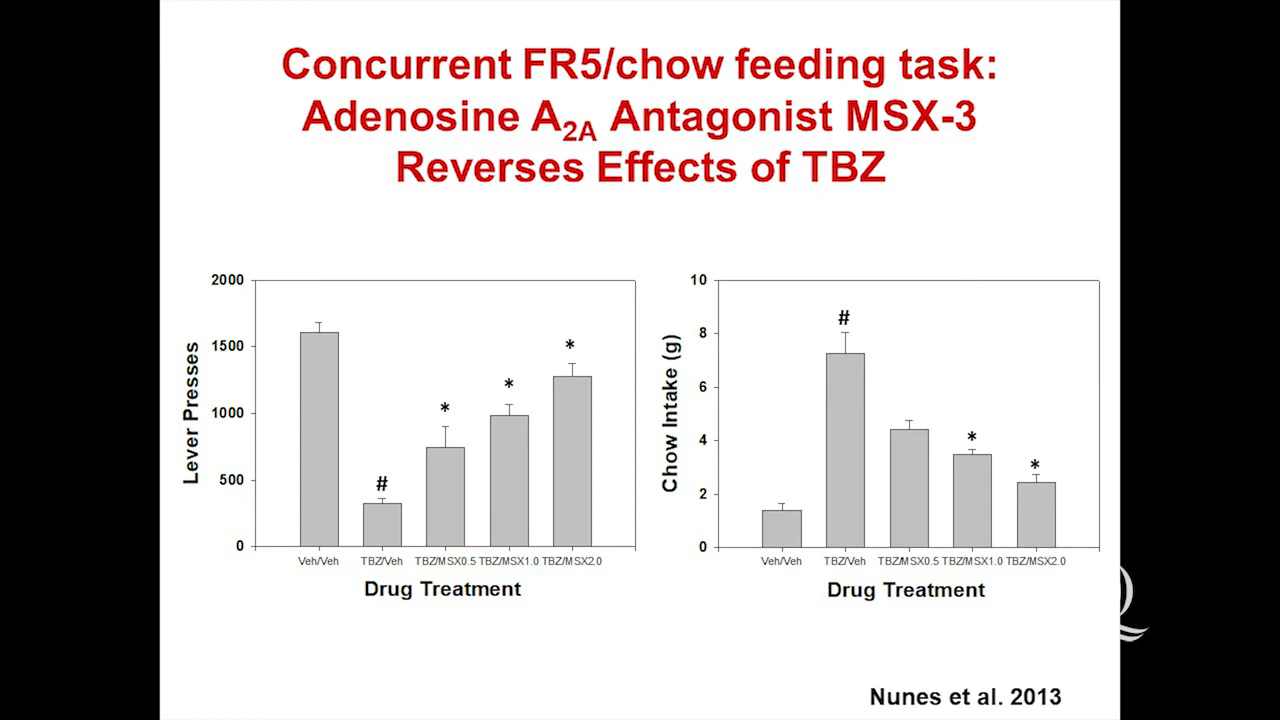 Concurrent FR5/chow feeding task:
Adenosine A2A Antagonist MSX-3
Reverses Effects of TBZ
2000
1500
1000
500
0
Lever Presses
#
*
*
*
Veh/Veh TBZ/Veh TBZ/MSX0.5 TBZ/MSX1.0 TBZ/MSX2.0
Drug Treatment
10
8
6
4
2
0
Chow Intake (g)
#
*
*
Veh/Veh TBZ/Veh TBZ/MSX0.5 TBZ/MSX1.0 TBZ/MSX2.0
Drug Treatment
Nunes et al. 2013